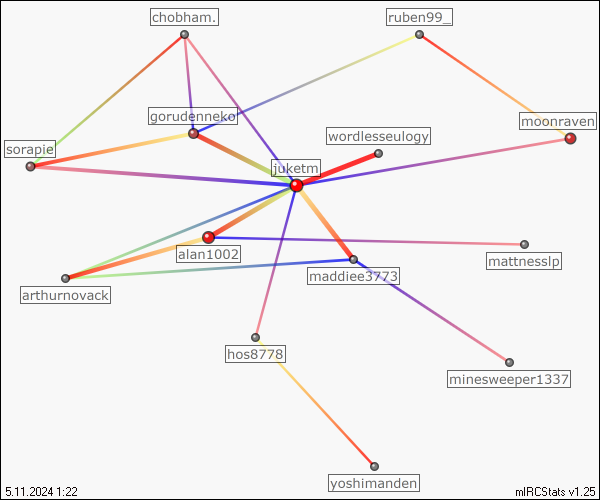 chobham.
ruben99_
gorudenneko
moonraven
wordlesseulogy
sorapie
juketm
alan1002
mattnesslp
maddiee3773
arthurnovack
hos8778
minesweeper1337
yoshimanden
5.11.2024 1:22
mIRCStats v1.25